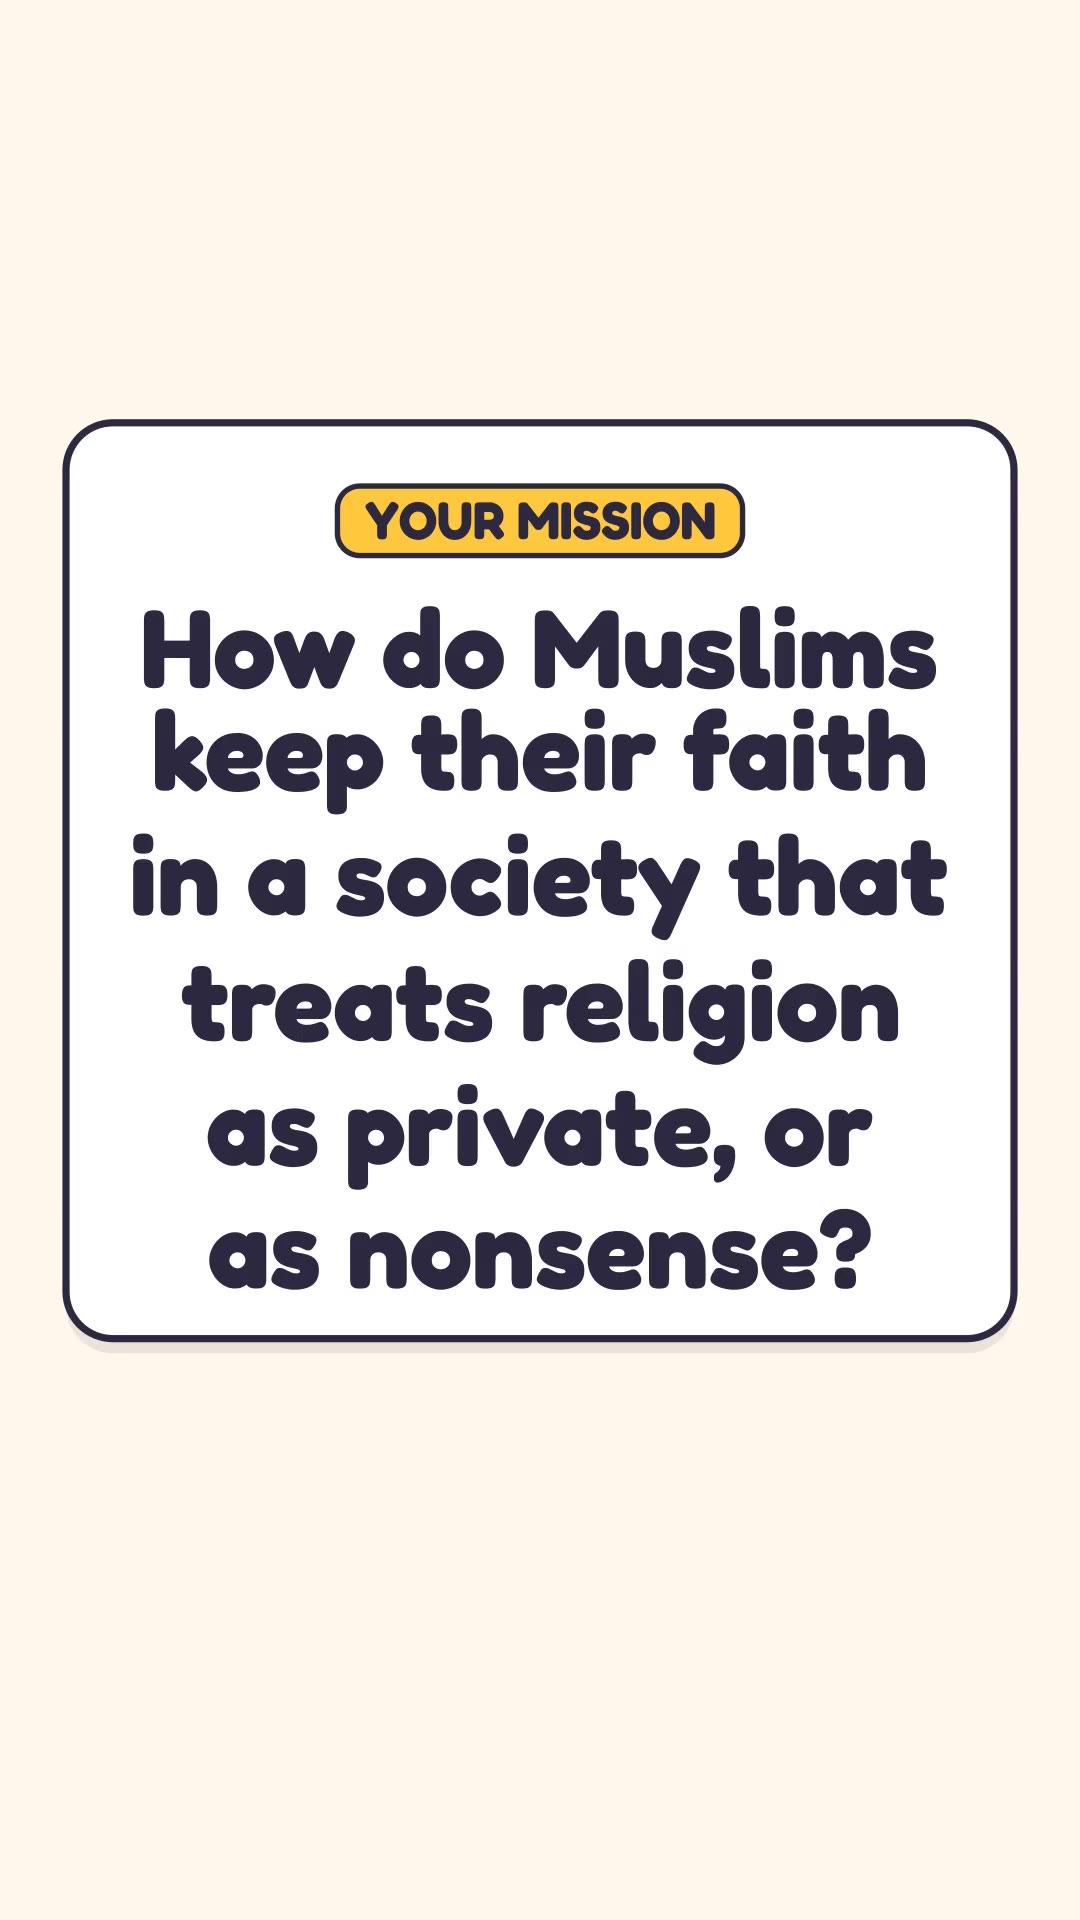 YOUR MISSION
How do Muslims
keep their faith
in a society that
treats religion
as private, or
as nonsense?